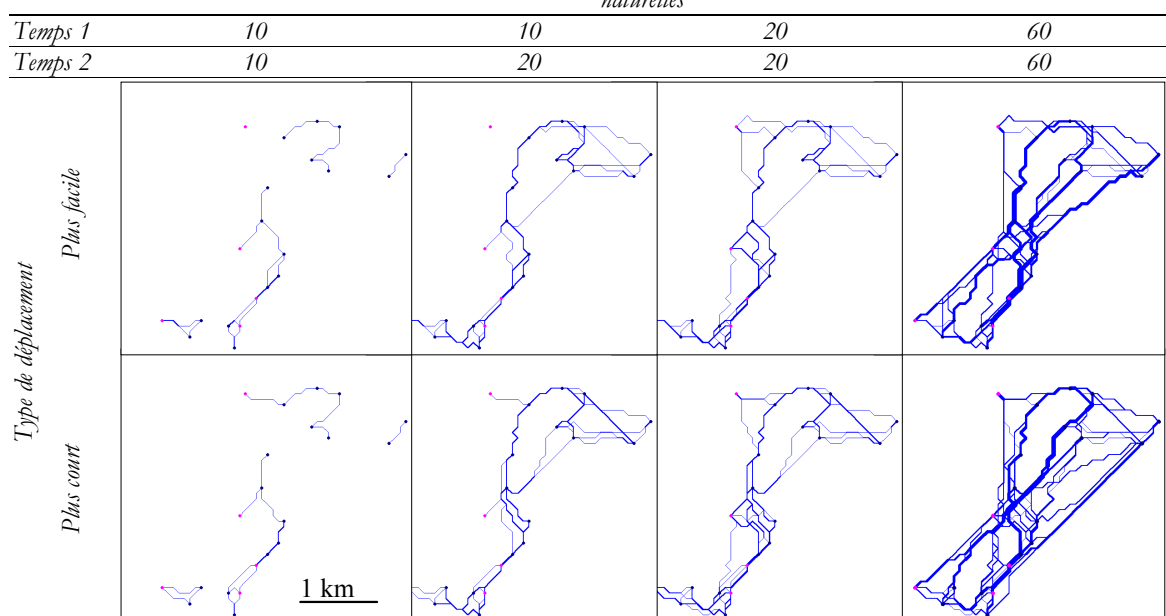 naturelles
Temps 1 10 10 20 60
Temps 2 10 20 20 60
Type de déplacement
Plus facile
Plus court
1 km